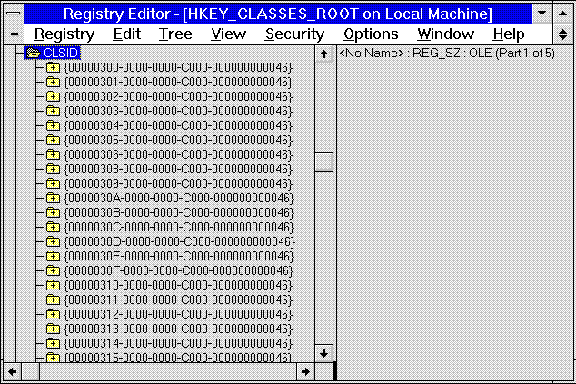 Registry Editor - [HKEY_CLASSES_ROOT on Local Machine]
Registry Edit Tree View Security Options Window Help
CLSID
<No Name> : REG_SZ : OLE (Part 1 of 5)
{00000300-0000-0000-C000-000000000046}
{00000301-0000-0000-C000-000000000046}
{00000302-0000-0000-C000-000000000046}
{00000303-0000-0000-C000-000000000046}
{00000304-0000-0000-C000-000000000046}
{00000305-0000-0000-C000-000000000046}
{00000306-0000-0000-C000-000000000046}
{00000308-0000-0000-C000-000000000046}
{00000309-0000-0000-C000-000000000046}
{0000030A-0000-0000-C000-000000000046}
{0000030B-0000-0000-C000-000000000046}
{0000030C-0000-0000-C000-000000000046}
{0000030D-0000-0000-C000-000000000046}
{0000030E-0000-0000-C000-000000000046}
{0000030F-0000-0000-C000-000000000046}
{00000310-0000-0000-C000-000000000046}
{00000311-0000-0000-C000-000000000046}
{00000312-0000-0000-C000-000000000046}
{00000313-0000-0000-C000-000000000046}
{00000314-0000-0000-C000-000000000046}
{00000315-0000-0000-C000-000000000046}